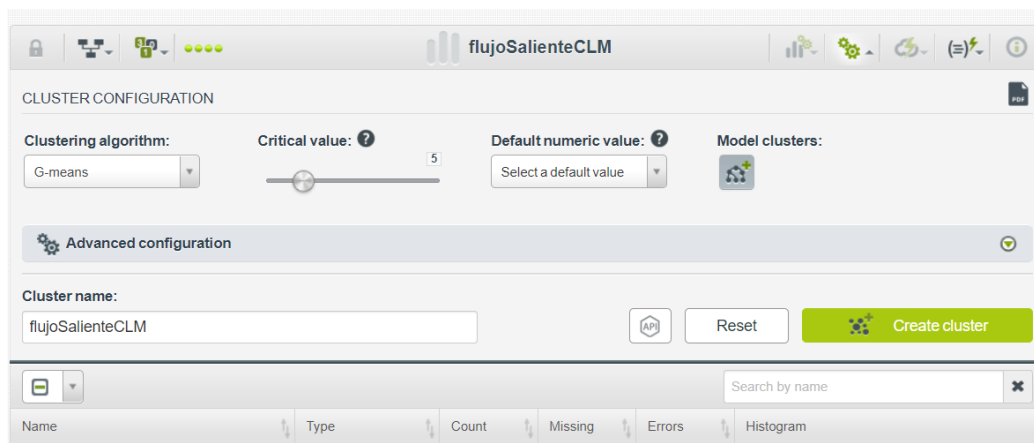 flujoSalienteCLM
CLUSTER CONFIGURATION
PDF
Clustering algorithm:
Critical value: ?
Default numeric value: ?
Model clusters:
G-means
5
Select a default value
Advanced configuration
Cluster name:
flujoSalienteCLM
API
Reset
Create cluster
Search by name
Name
Type
Count
Missing
Errors
Histogram